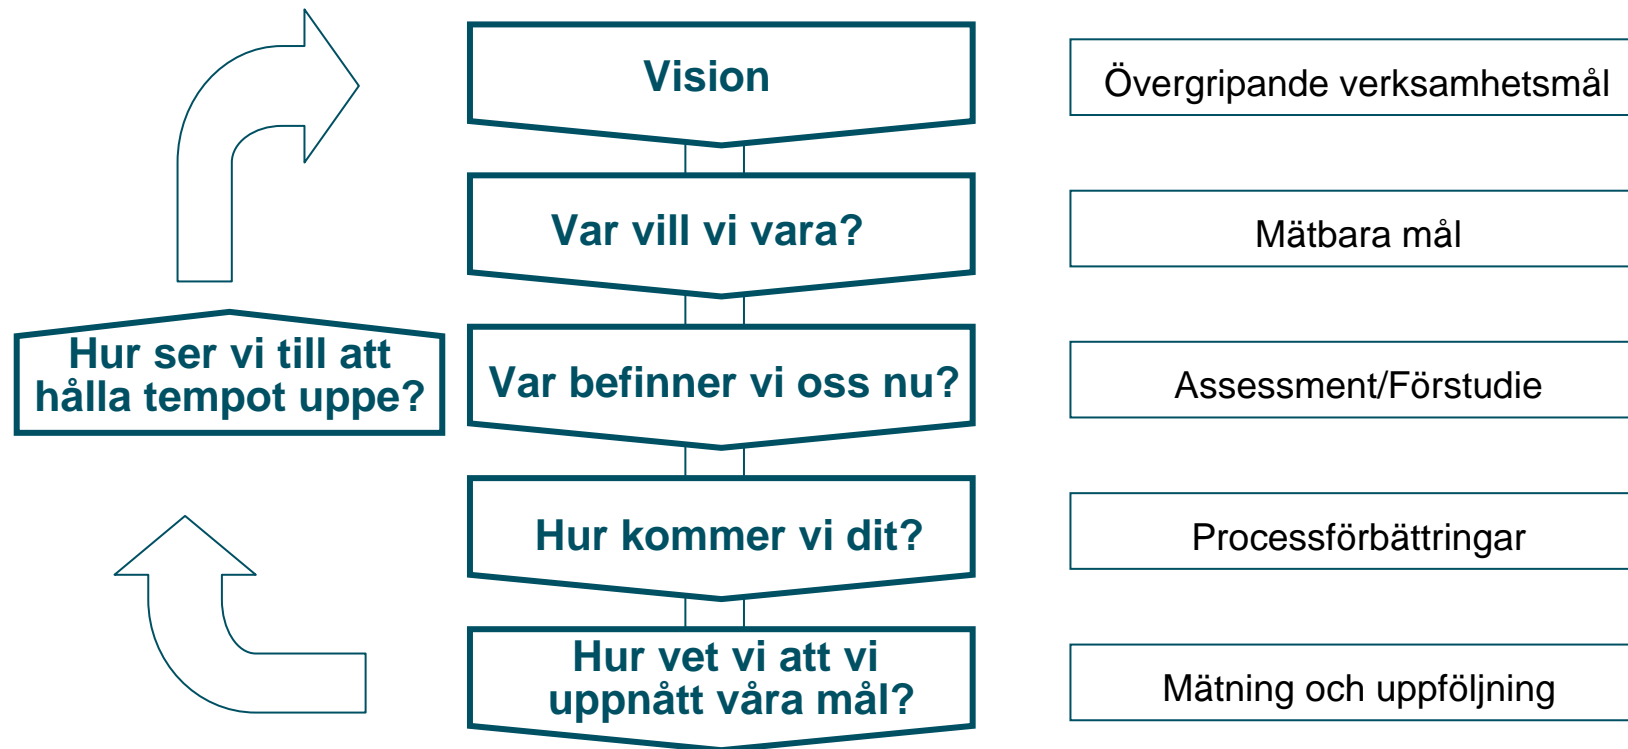 Vision
Övergripande verksamhetsmål
Var vill vi vara?
Mätbara mål
Hur ser vi till att
hålla tempot uppe?
Var befinner vi oss nu?
Assessment/Förstudie
Hur kommer vi dit?
Processförbättringar
Hur vet vi att vi
uppnått våra mål?
Mätning och uppföljning